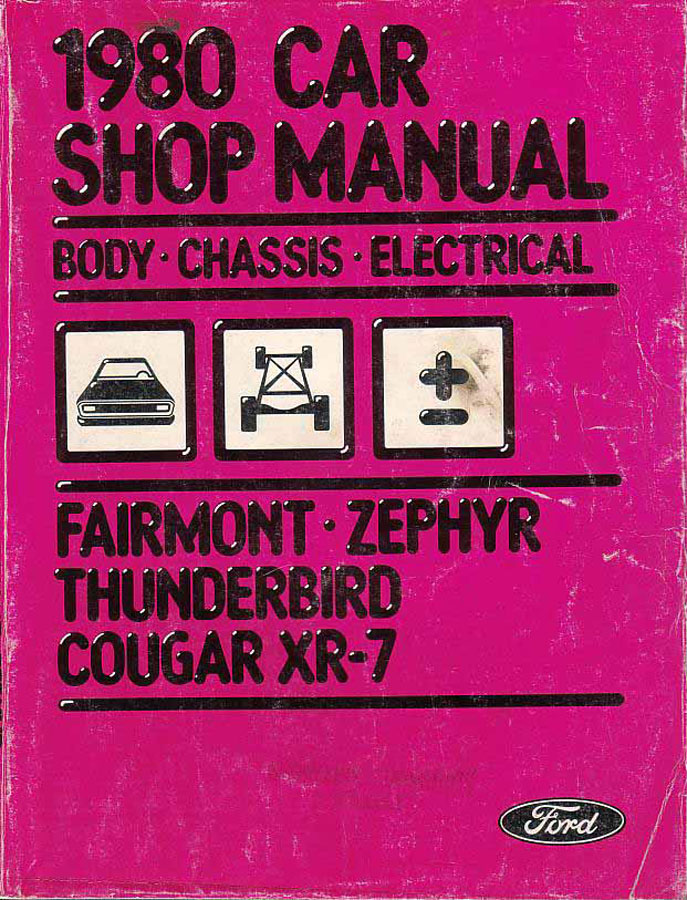 1980 CAR
SHOP MANUAL
BODY · CHASSIS · ELECTRICAL
FAIRMONT · ZEPHYR
THUNDERBIRD
COUGAR XR-7
Ford